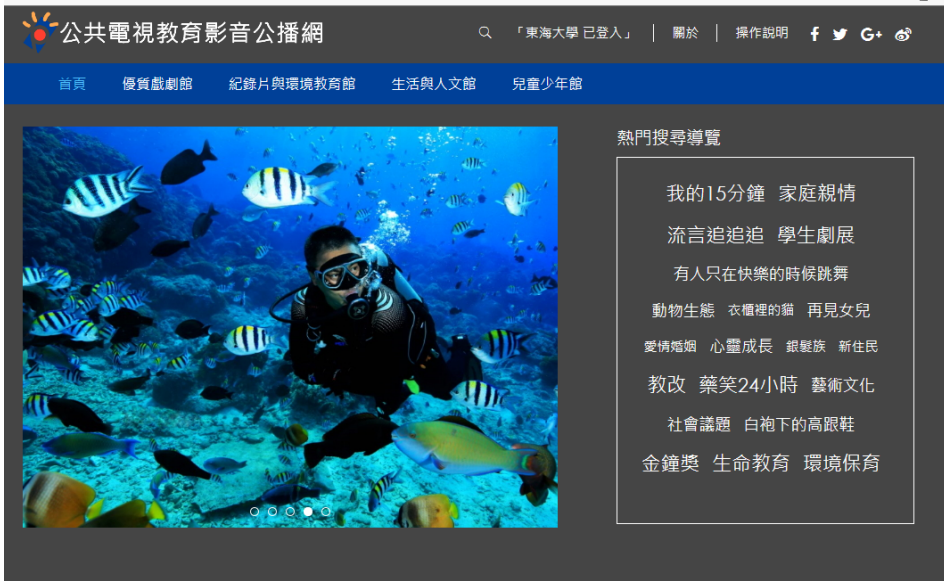 公共電視教育影音公播網
「東海大學 已登入」 | 關於 | 操作說明 f G+
首頁 優質戲劇館 紀錄片與環境教育館 生活與人文館 兒童少年館
熱門搜尋導覽
我的15分鐘 家庭親情
流言追追追 學生劇展
有人只在快樂的時候跳舞
動物生態 衣櫃裡的貓 再見女兒
愛情婚姻 心靈成長 銀髮族 新住民
教改 藥笑24小時 藝術文化
社會議題 白袍下的高跟鞋
金鐘獎 生命教育 環境保育